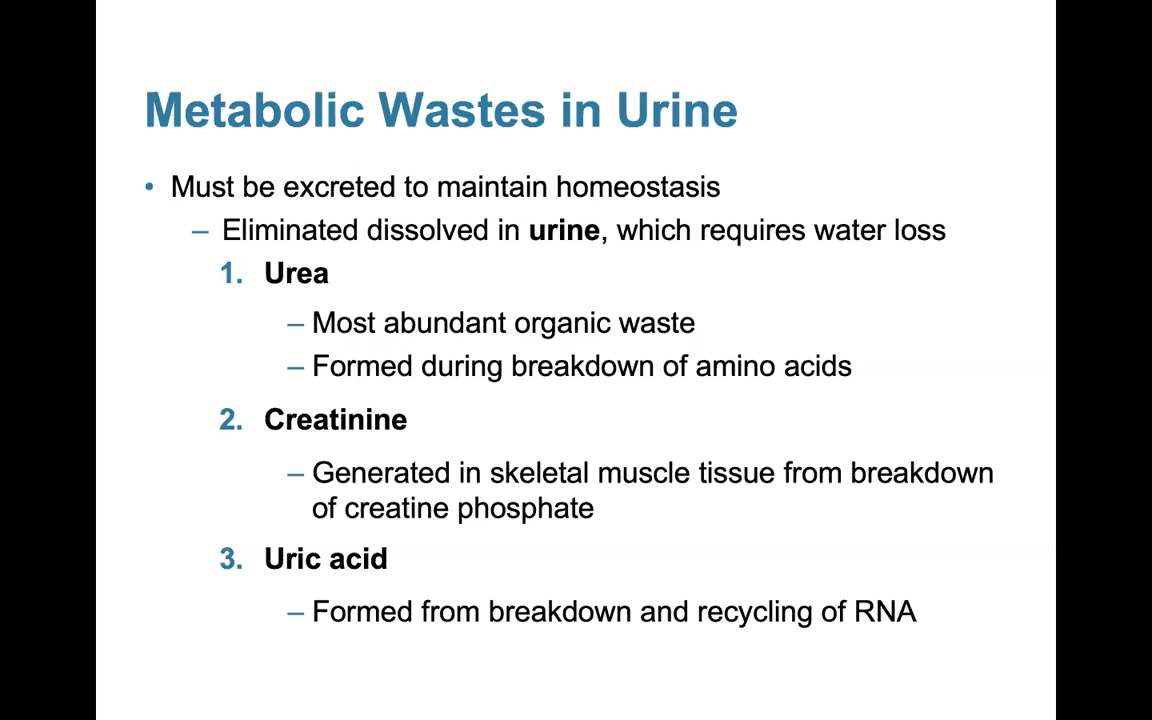 Metabolic Wastes in Urine
• Must be excreted to maintain homeostasis
– Eliminated dissolved in urine, which requires water loss
1. Urea
– Most abundant organic waste
– Formed during breakdown of amino acids
2. Creatinine
– Generated in skeletal muscle tissue from breakdown
of creatine phosphate
3. Uric acid
– Formed from breakdown and recycling of RNA